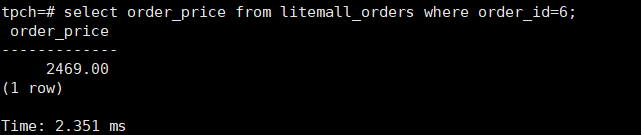 tpch=# select order_price from litemall_orders where order_id=6;
 order_price
-------------
     2469.00
(1 row)

Time: 2.351 ms